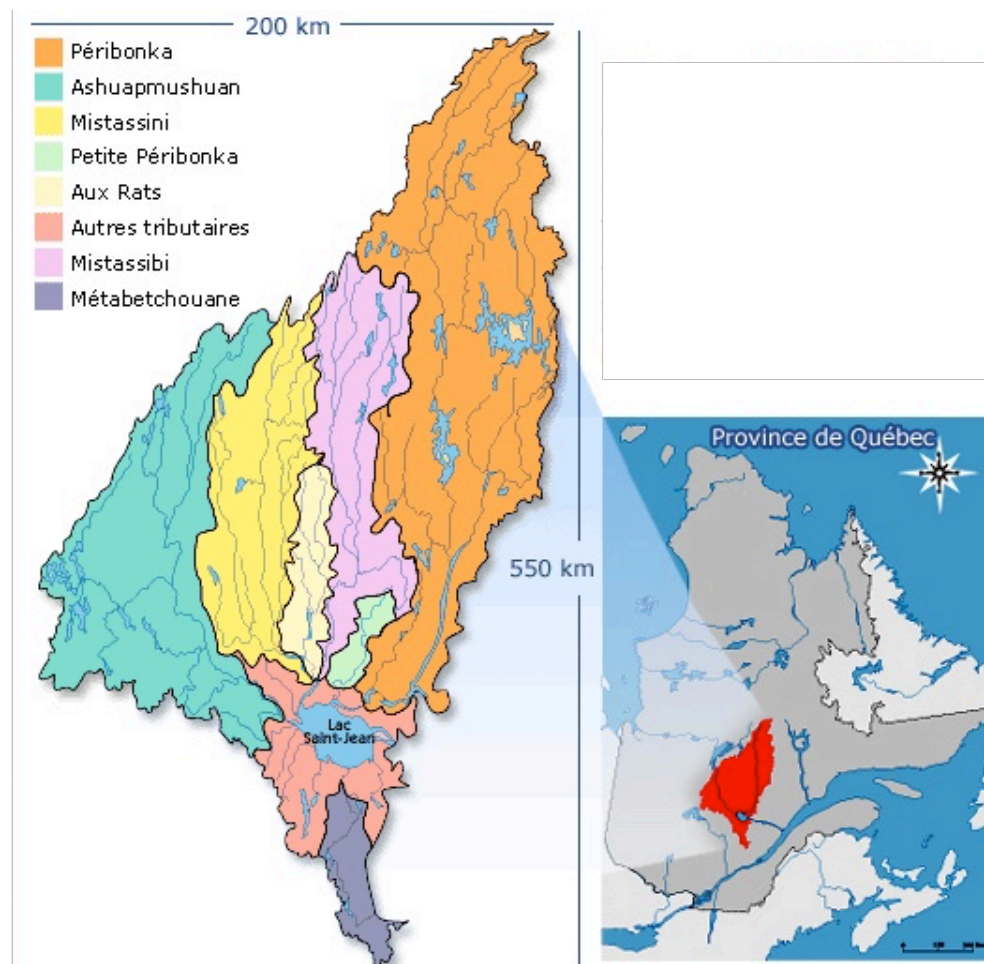 200 km
Péribonka
Ashuapmushuan
Mistassini
Petite Péribonka
Aux Rats
Autres tributaires
Mistassibi
Métabetchouane
550 km
Lac
Saint-Jean
Province de Québec